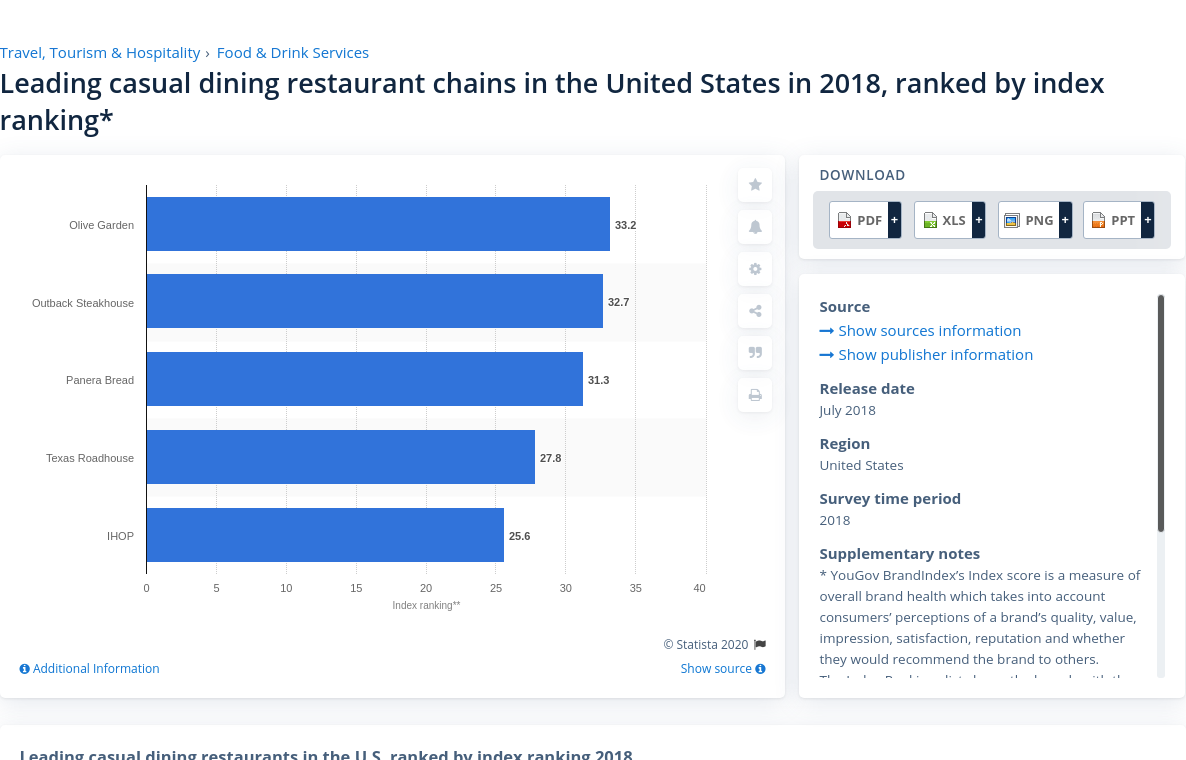 Travel, Tourism & Hospitality › Food & Drink Services
Leading casual dining restaurant chains in the United States in 2018, ranked by index
ranking*
Olive Garden
33.2
Outback Steakhouse
32.7
Panera Bread
31.3
Texas Roadhouse
27.8
IHOP
25.6
0 5 10 15 20 25 30 35 40
Index ranking**
© Statista 2020
Additional Information
Show source
DOWNLOAD
PDF + XLS + PNG + PPT +
Source
Show sources information
Show publisher information
Release date
July 2018
Region
United States
Survey time period
2018
Supplementary notes
* YouGov BrandIndex's Index score is a measure of
overall brand health which takes into account
consumers' perceptions of a brand's quality, value,
impression, satisfaction, reputation and whether
they would recommend the brand to others.
Leading casual dining restaurants in the U.S. ranked by index ranking 2018